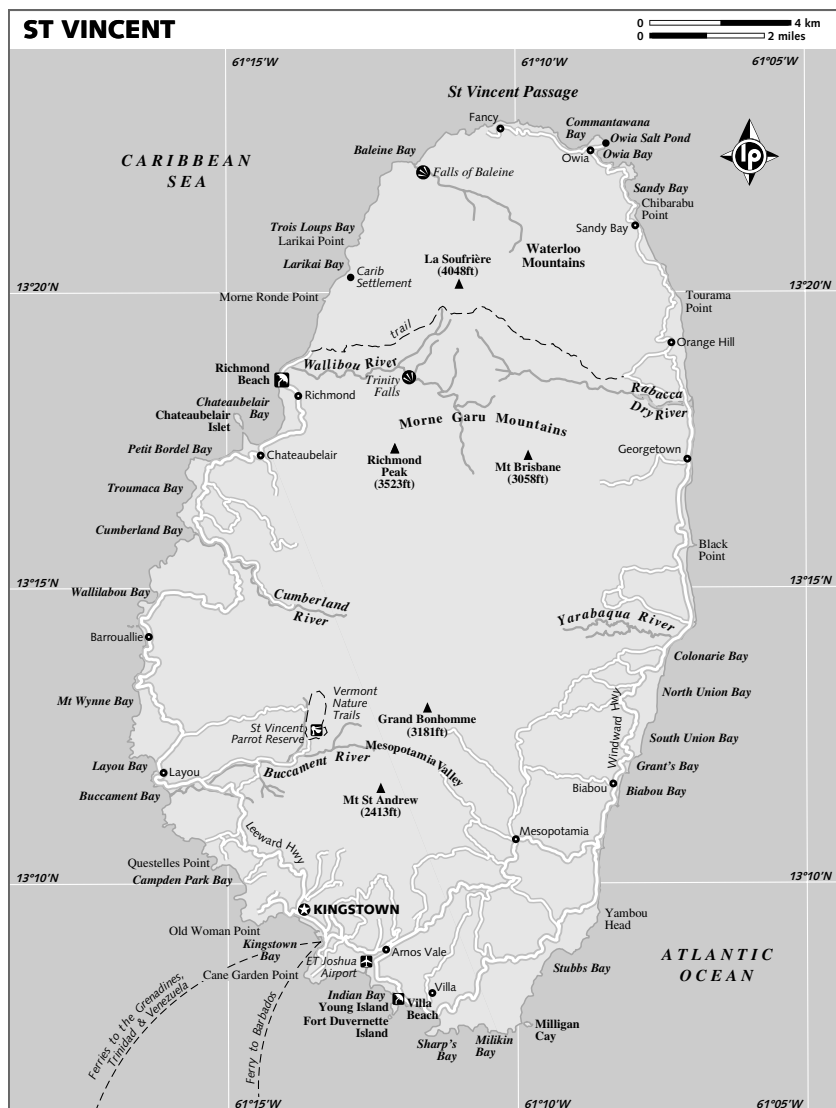 ST VINCENT
0 4 km
0 2 miles
61°15'W 61°10'W 61°05'W
St Vincent Passage
Fancy
Commantawana
Bay
Owia Salt Pond
Owia
Owia Bay
CARIBBEAN
SEA
Baleine Bay
Falls of Baleine
lp
Sandy Bay
Chibarabu
Point
Sandy Bay
Trois Loups Bay
Larikai Point
Waterloo
Mountains
La Soufrière
(4048ft)
Larikai Bay
Carib
Settlement
13°20'N
13°20'N
Morne Ronde Point
Tourama
Point
trail
Orange Hill
Wallibou River
Richmond
Beach
Trinity
Falls
Rabacca
Dry River
Richmond
Chateaubelair
Bay
Chateaubelair
Islet
Morne Garu Mountains
Petit Bordel Bay
Chateaubelair
Richmond
Peak
(3523ft)
Mt Brisbane
(3058ft)
Georgetown
Troumaca Bay
Cumberland Bay
Black
Point
13°15'N
13°15'N
Wallilabou Bay
Cumberland
River
Yarabaqua River
Barrouallie
Colonarie Bay
Mt Wynne Bay
Vermont
Nature
Trails
St Vincent
Parrot Reserve
Grand Bonhomme
(3181ft)
North Union Bay
Windward Hwy
South Union Bay
Mesopotamia Valley
Layou Bay
Layou
Buccament River
Grant's Bay
Biabou
Biabou Bay
Buccament Bay
Mt St Andrew
(2413ft)
Leeward Hwy
Mesopotamia
Questelles Point
Campden Park Bay
13°10'N
13°10'N
KINGSTOWN
Yambou
Head
Old Woman Point
Kingstown
Bay
Arnos Vale
ET Joshua
Airport
Cane Garden Point
Stubbs Bay
ATLANTIC
OCEAN
Villa
Indian Bay
Young Island
Villa
Beach
Fort Duvernette
Island
Milligan
Cay
Sharp's
Bay
Milikin
Bay
Ferries to the Grenadines,
Trinidad & Venezuela
Ferry to Barbados
61°15'W 61°10'W 61°05'W